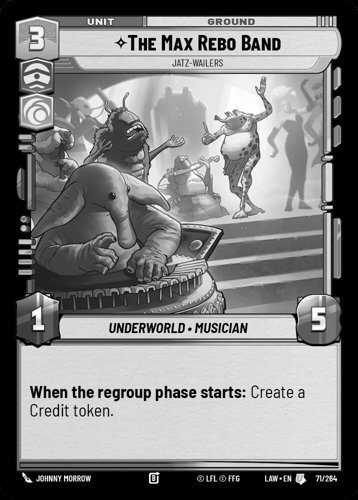 UNIT
GROUND
3
✧THE MAX REBO BAND
JATZ-WAILERS
1
UNDERWORLD • MUSICIAN
5
When the regroup phase starts: Create a
Credit token.
JOHNNY MORROW
© LFL © FFG
LAW • EN
71/264